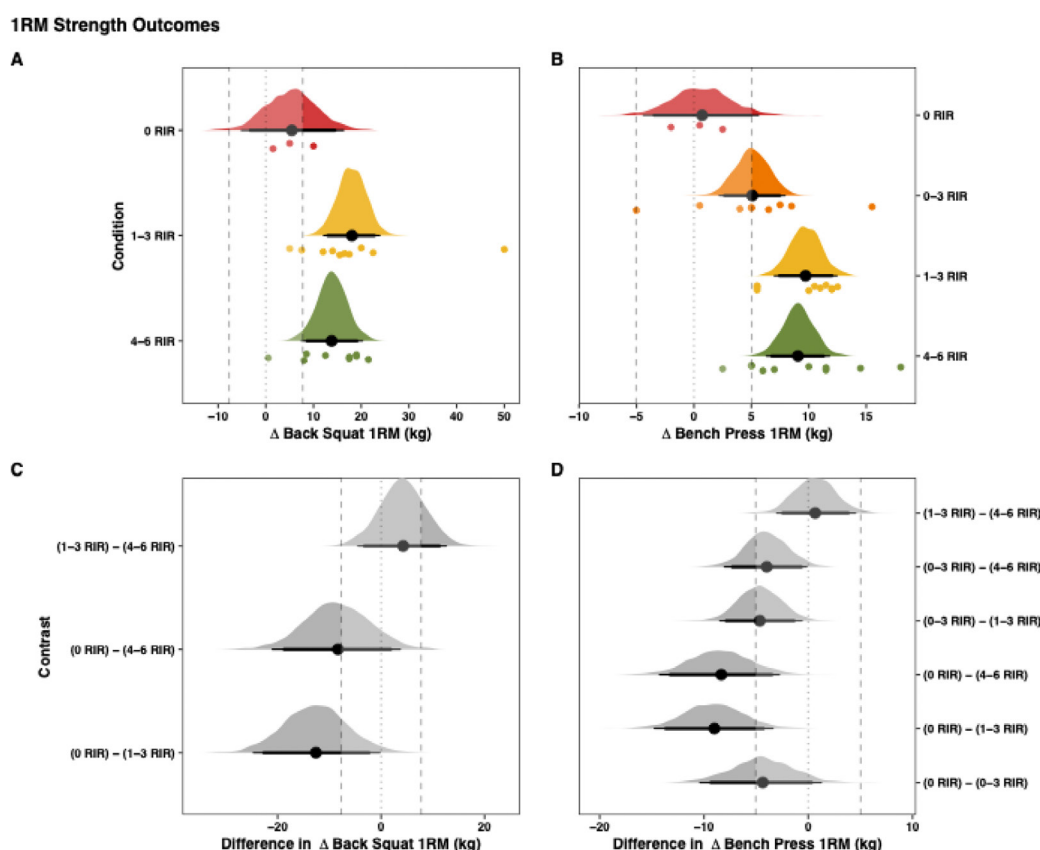 1RM Strength Outcomes
A
B
Condition
0 RIR
1–3 RIR
4–6 RIR
−10 0 10 20 30 40 50
Δ Back Squat 1RM (kg)
0 RIR
0–3 RIR
1–3 RIR
4–6 RIR
−10 −5 0 5 10 15
Δ Bench Press 1RM (kg)
C
D
Contrast
(1–3 RIR) − (4–6 RIR)
(0 RIR) − (4–6 RIR)
(0 RIR) − (1–3 RIR)
−20 0 20
Difference in Δ Back Squat 1RM (kg)
(1–3 RIR) − (4–6 RIR)
(0–3 RIR) − (4–6 RIR)
(0–3 RIR) − (1–3 RIR)
(0 RIR) − (4–6 RIR)
(0 RIR) − (1–3 RIR)
(0 RIR) − (0–3 RIR)
−20 −10 0 10
Difference in Δ Bench Press 1RM (kg)